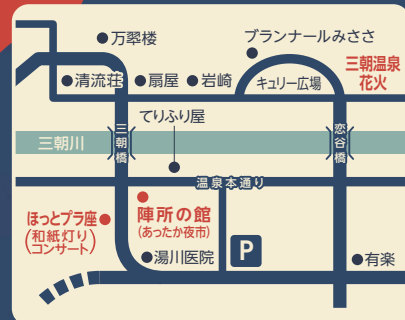 万翆楼
ブランナールみささ
三朝温泉
花火
清流荘
扇屋
岩崎
キュリー広場
てりふり屋
三朝川
三朝橋
恋谷橋
温泉本通り
ほっとプラ座
(和紙灯り)
(コンサート)
陣所の館
(あったか夜市)
湯川医院
P
有楽